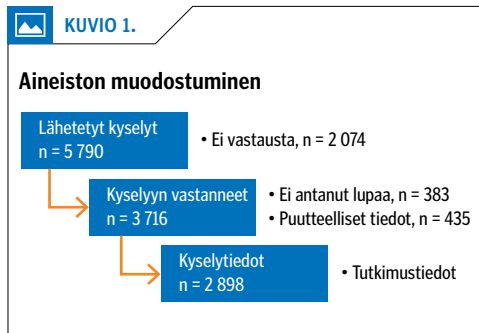 KUVIO 1.
Aineiston muodostuminen
Lähetetyt kyselyt
n = 5 790
• Ei vastausta, n = 2 074
Kyselyyn vastanneet
n = 3 716
• Ei antanut lupaa, n = 383
• Puutteelliset tiedot, n = 435
Kyselytiedot
n = 2 898
• Tutkimustiedot